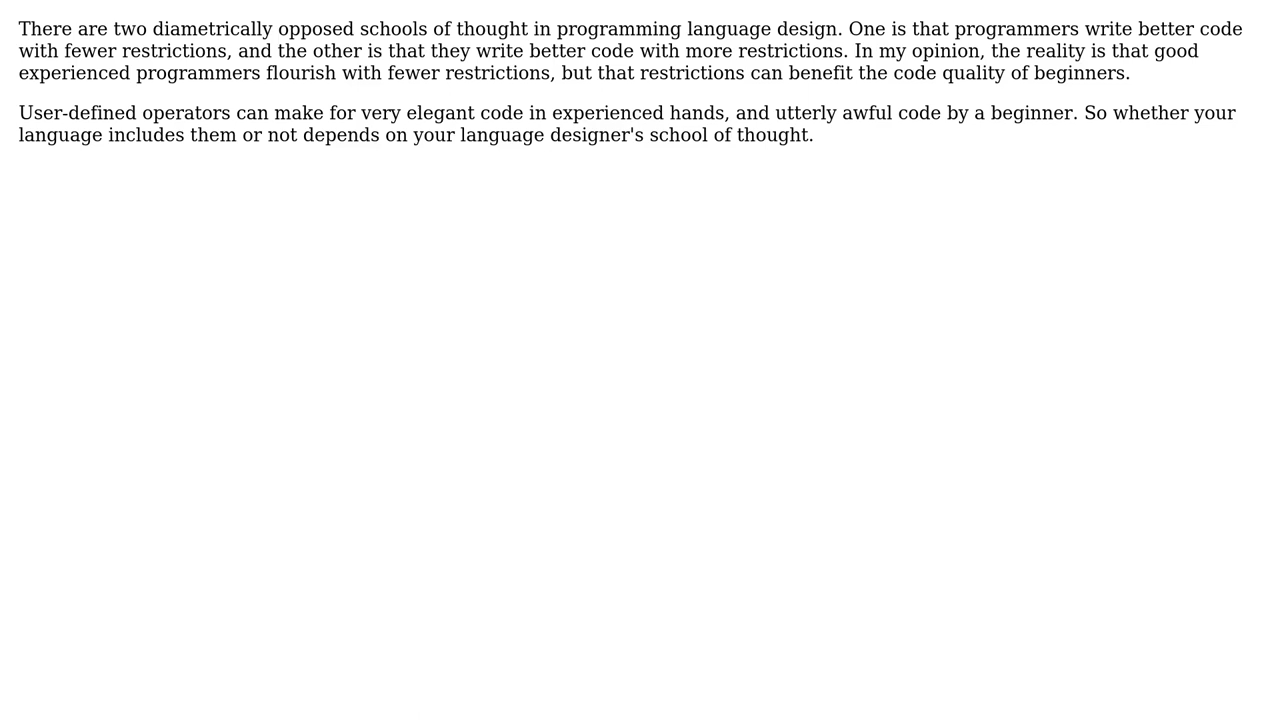 There are two diametrically opposed schools of thought in programming language design. One is that programmers write better code
with fewer restrictions, and the other is that they write better code with more restrictions. In my opinion, the reality is that good
experienced programmers flourish with fewer restrictions, but that restrictions can benefit the code quality of beginners.
User-defined operators can make for very elegant code in experienced hands, and utterly awful code by a beginner. So whether your
language includes them or not depends on your language designer's school of thought.